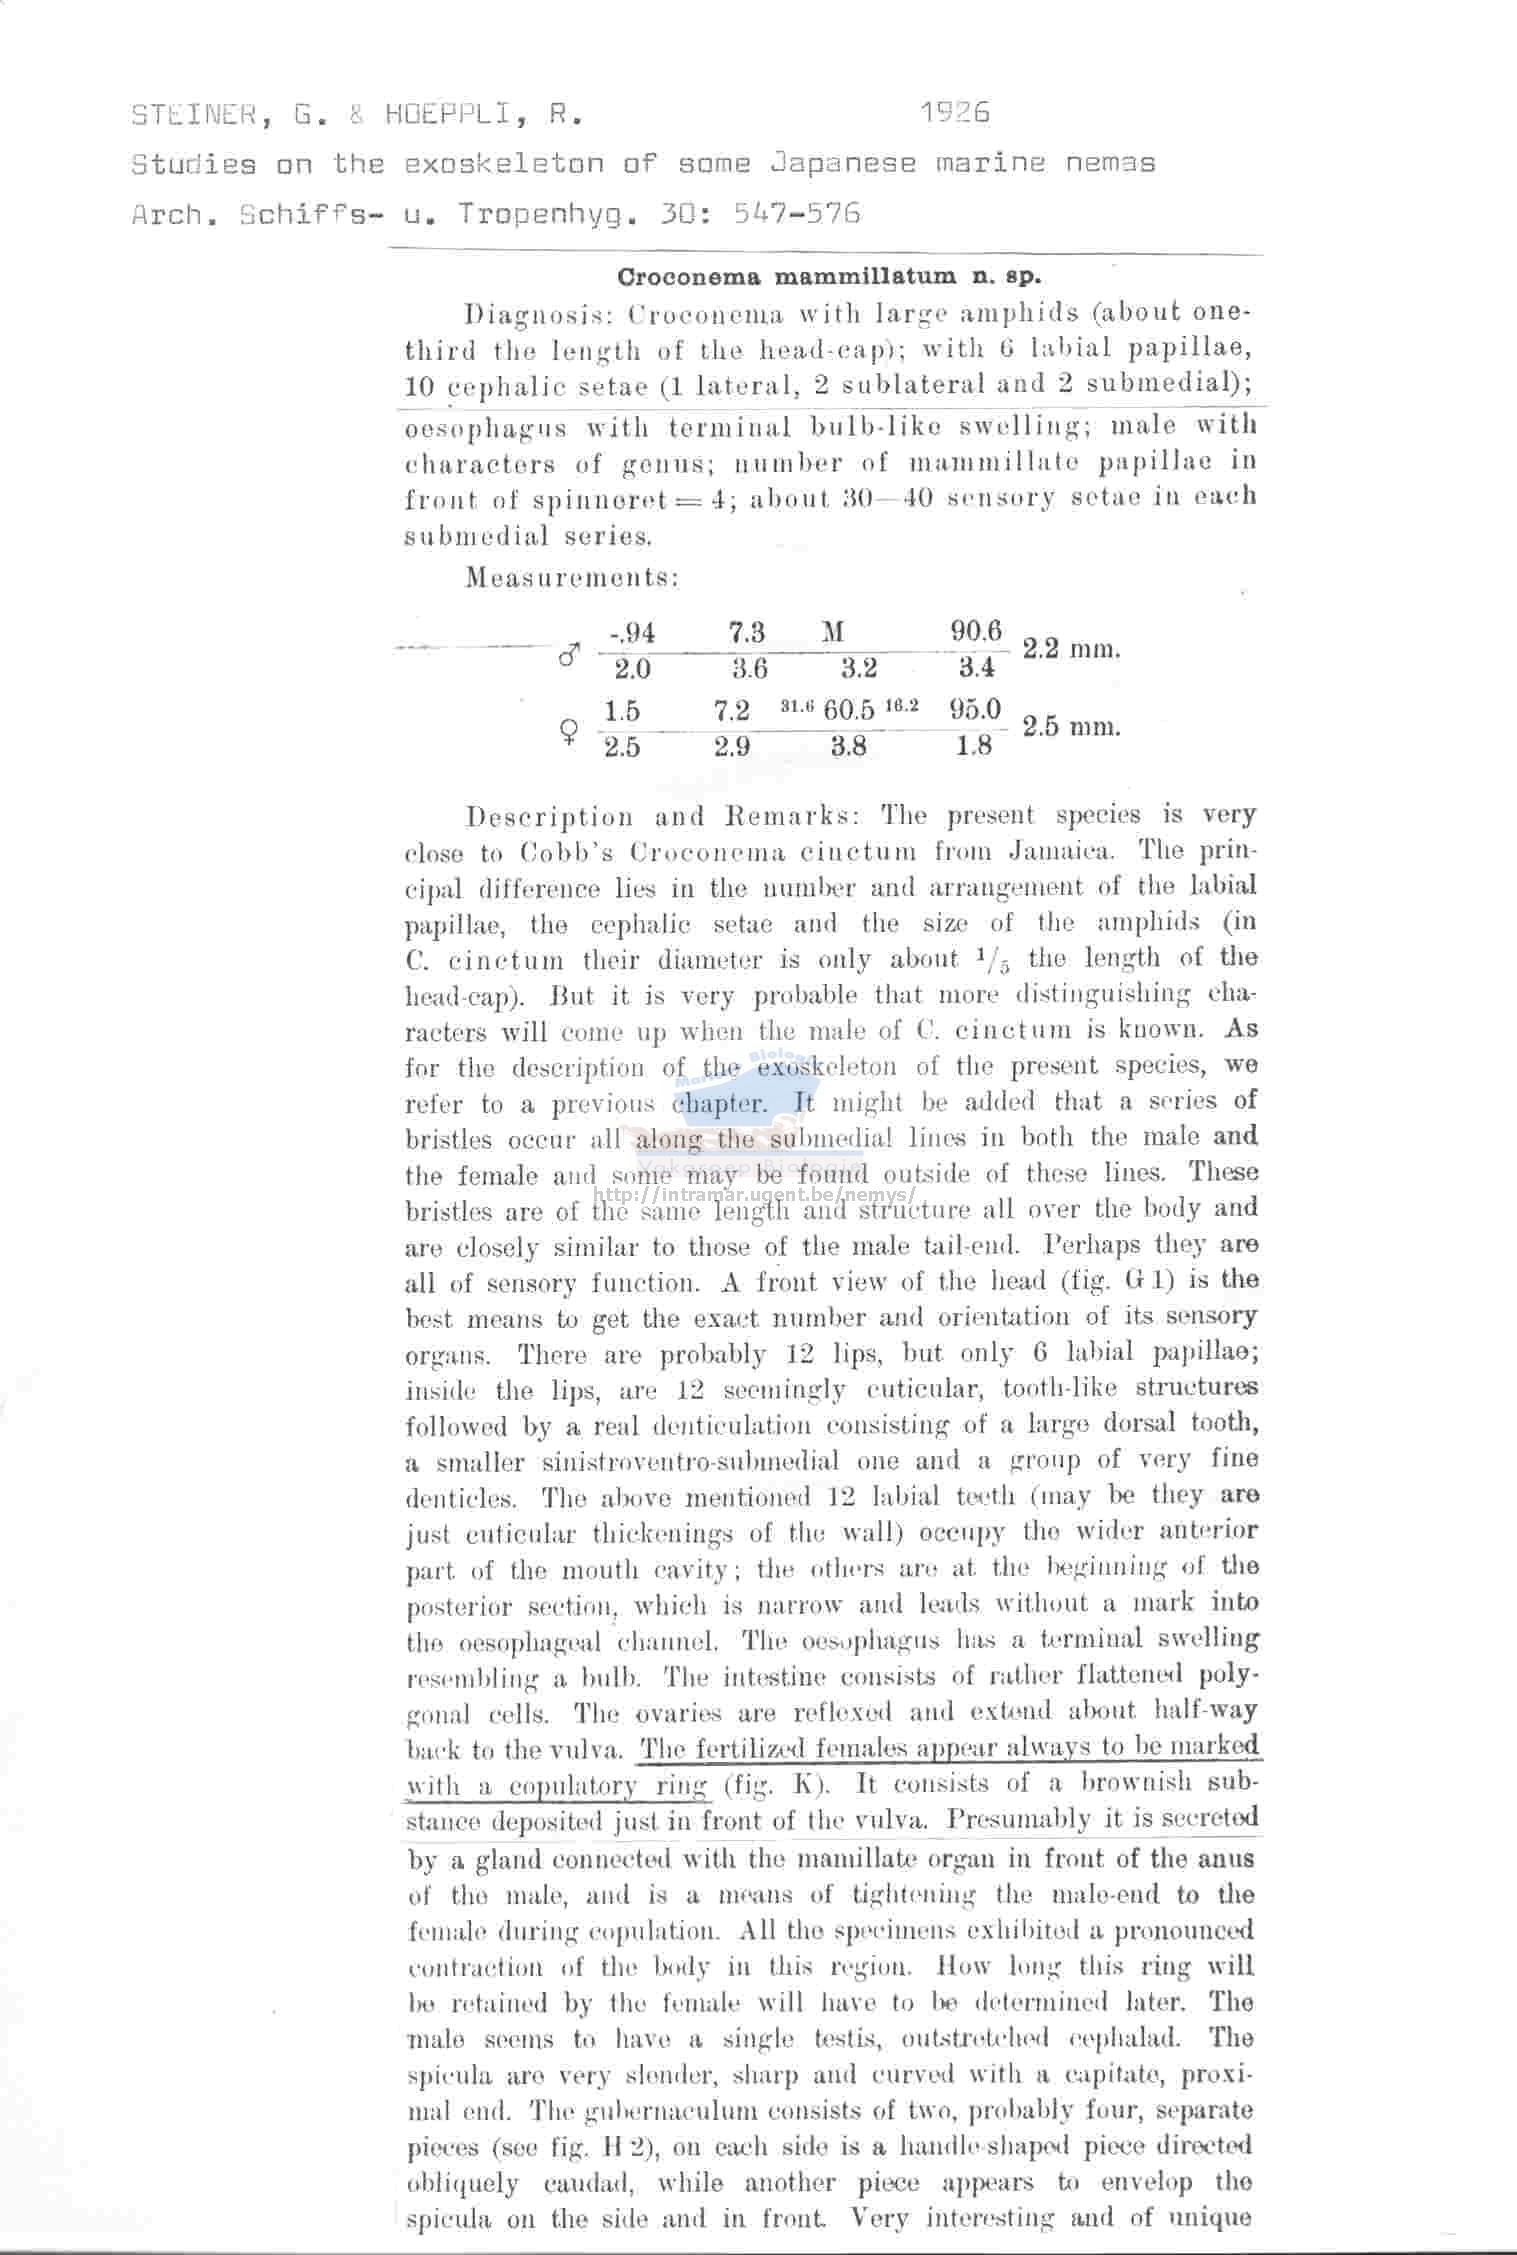 STEINER, G. & HOEPPLI, R. 1926
Studies on the exoskeleton of some Japanese marine nemas
Arch. Schiffs- u. Tropenhyg. 30: 547-576
Croconema mammillatum n. sp.
Diagnosis: Croconema with large amphids (about one-
third the length of the head-cap); with 6 labial papillae,
10 cephalic setae (1 lateral, 2 sublateral and 2 submedial);
oesophagus with terminal bulb-like swelling; male with
characters of genus; number of mammillate papillae in
front of spinneret = 4; about 30—40 sensory setae in each
submedial series.
Measurements:
-.94 7.3 M 90.6
♂ 2.2 mm.
2.0 3.6 3.2 3.4
1.5 7.2 31.6 60.5 16.2 95.0
♀ 2.5 mm.
2.5 2.9 3.8 1.8
Description and Remarks: The present species is very
close to Cobb's Croconema cinctum from Jamaica. The prin-
cipal difference lies in the number and arrangement of the labial
papillae, the cephalic setae and the size of the amphids (in
C. cinctum their diameter is only about 1/5 the length of the
head-cap). But it is very probable that more distinguishing cha-
racters will come up when the male of C. cinctum is known. As
for the description of the exoskeleton of the present species, we
refer to a previous chapter. It might be added that a series of
bristles occur all along the submedial lines in both the male and
the female and some may be found outside of these lines. These
http://intramar.ugent.be/nemys/
bristles are of the same length and structure all over the body and
are closely similar to those of the male tail-end. Perhaps they are
all of sensory function. A front view of the head (fig. G 1) is the
best means to get the exact number and orientation of its sensory
organs. There are probably 12 lips, but only 6 labial papillae;
inside the lips, are 12 seemingly cuticular, tooth-like structures
followed by a real denticulation consisting of a large dorsal tooth,
a smaller sinistroventro-submedial one and a group of very fine
denticles. The above mentioned 12 labial teeth (may be they are
just cuticular thickenings of the wall) occupy the wider anterior
part of the mouth cavity; the others are at the beginning of the
posterior section, which is narrow and leads without a mark into
the oesophageal channel. The oesophagus has a terminal swelling
resembling a bulb. The intestine consists of rather flattened poly-
gonal cells. The ovaries are reflexed and extend about half-way
back to the vulva. The fertilized females appear always to be marked
with a copulatory ring (fig. K). It consists of a brownish sub-
stance deposited just in front of the vulva. Presumably it is secreted
by a gland connected with the mamillate organ in front of the anus
of the male, and is a means of tightening the male-end to the
female during copulation. All the specimens exhibited a pronounced
contraction of the body in this region. How long this ring will
be retained by the female will have to be determined later. The
male seems to have a single testis, outstretched cephalad. The
spicula are very slender, sharp and curved with a capitate, proxi-
mal end. The gubernaculum consists of two, probably four, separate
pieces (see fig. H 2), on each side is a handle-shaped piece directed
obliquely caudad, while another piece appears to envelop the
spicula on the side and in front. Very interesting and of unique